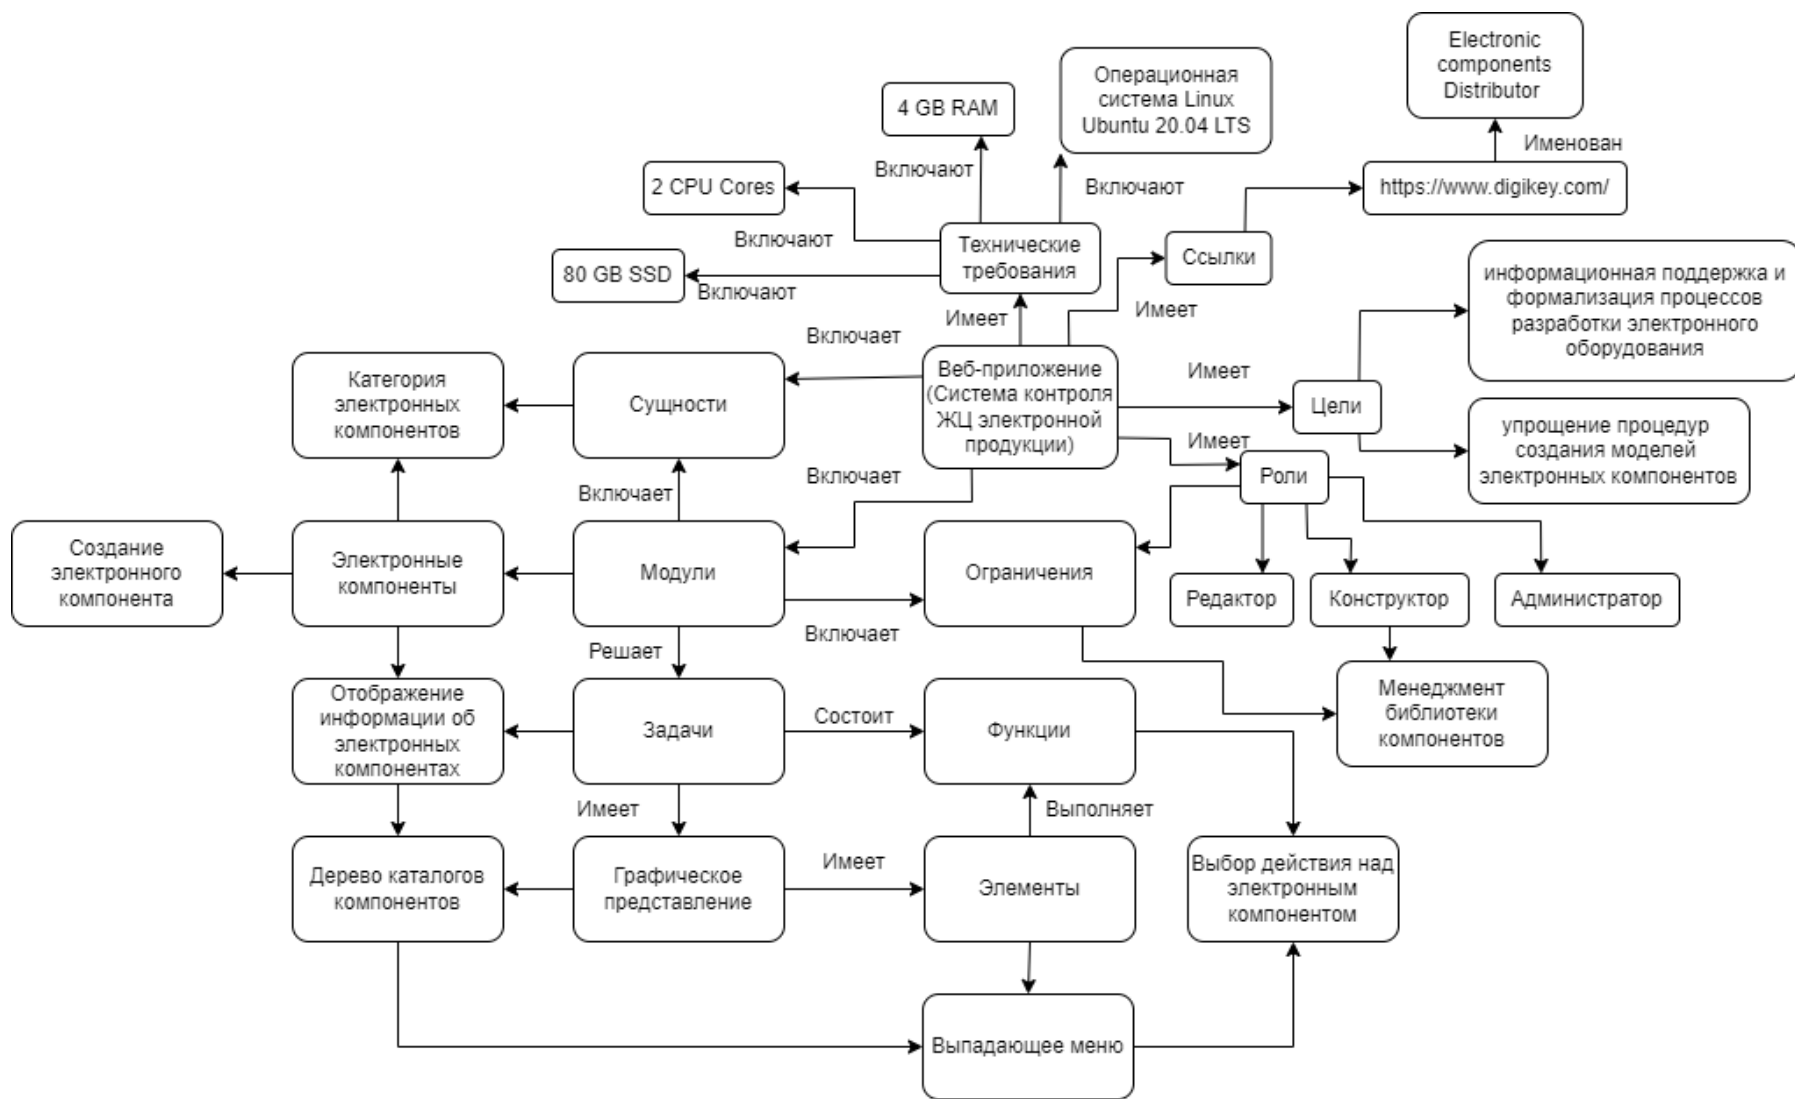 Electronic
components
Distributor
Операционная
система Linux
Ubuntu 20.04 LTS
4 GB RAM
Именован
Включают
Включают
2 CPU Cores
https://www.digikey.com/
Включают
Технические
требования
Ссылки
80 GB SSD
Включают
информационная поддержка и
формализация процессов
разработки электронного
оборудования
Имеет
Имеет
Включает
Категория
электронных
компонентов
Сущности
Веб-приложение
(Система контроля
ЖЦ электронной
продукции)
Имеет
Цели
упрощение процедур
создания моделей
электронных компонентов
Имеет
Включает
Включает
Роли
Создание
электронного
компонента
Электронные
компоненты
Модули
Ограничения
Редактор
Конструктор
Администратор
Решает
Включает
Отображение
информации об
электронных
компонентах
Задачи
Состоит
Функции
Менеджмент
библиотеки
компонентов
Имеет
Выполняет
Дерево каталогов
компонентов
Графическое
представление
Имеет
Элементы
Выбор действия над
электронным
компонентом
Выпадающее меню